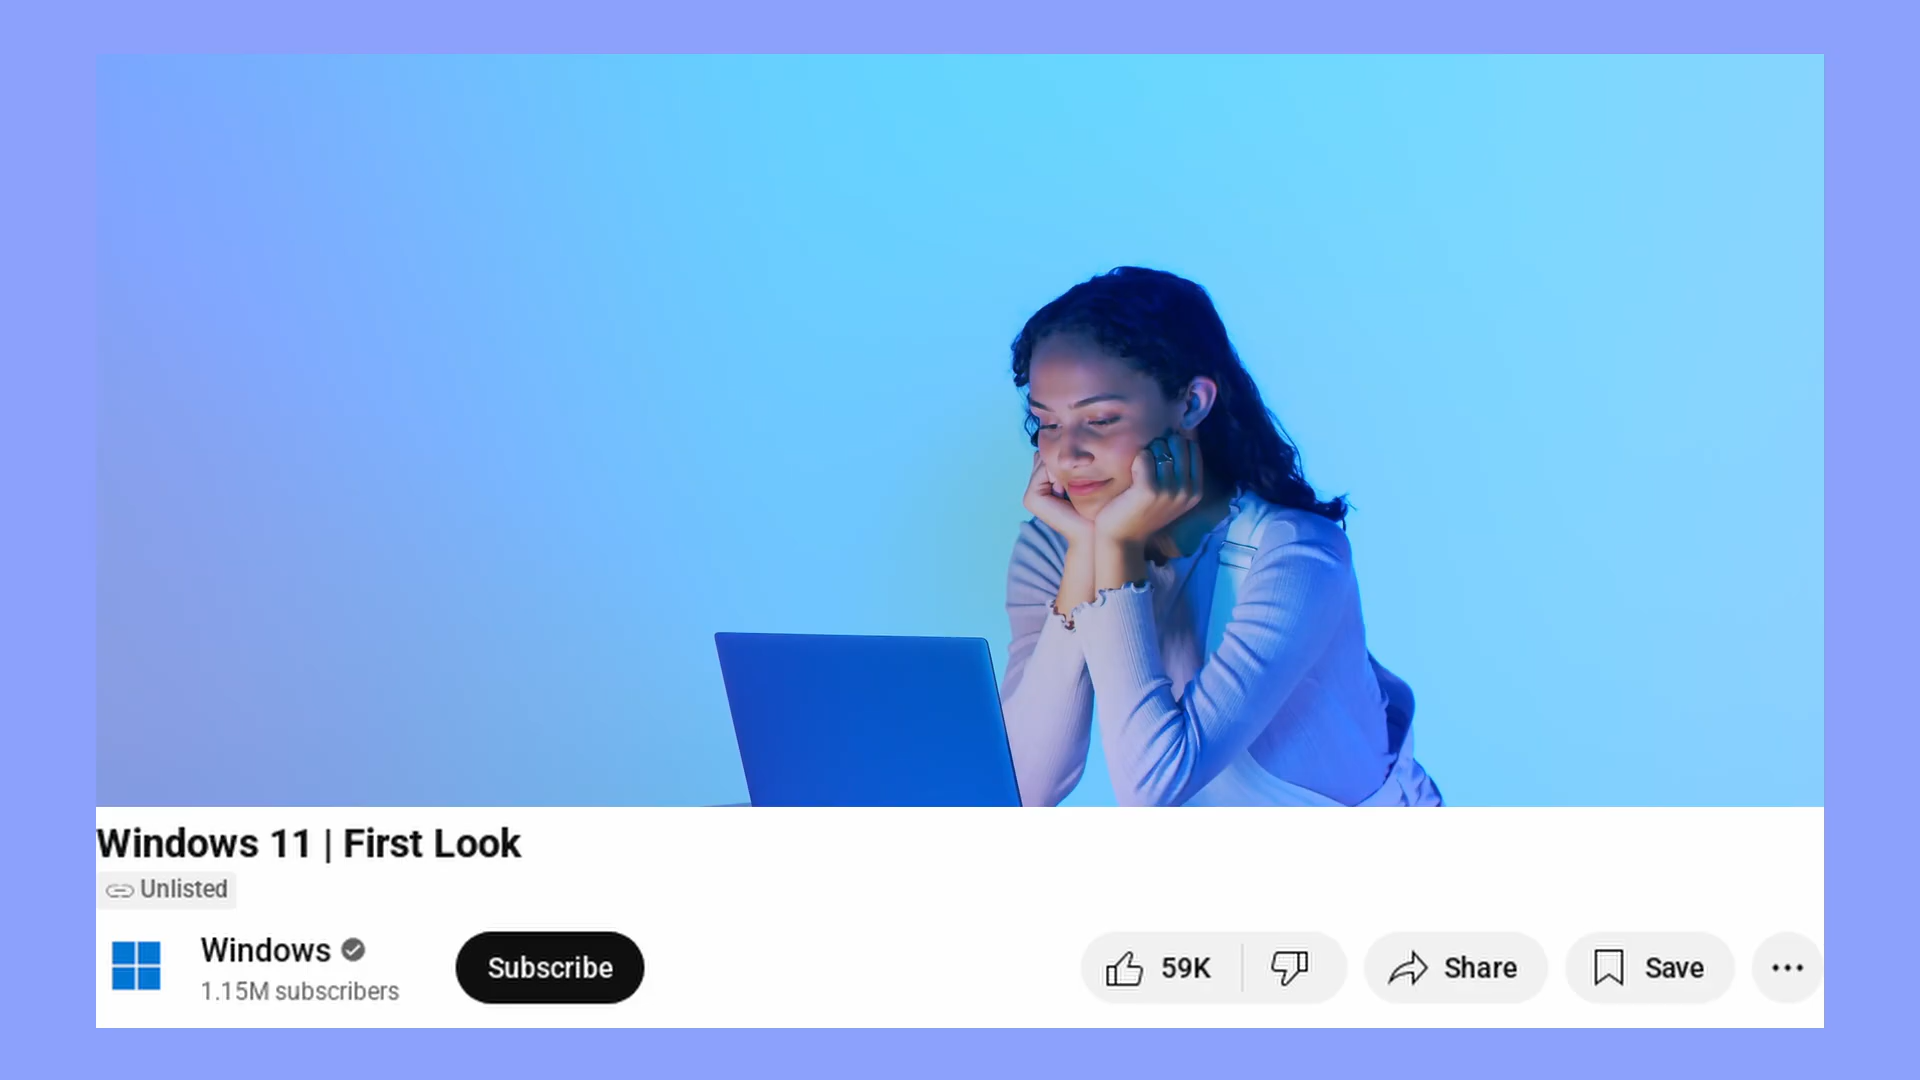 Windows 11 | First Look
Unlisted
Windows
1.15M subscribers
Subscribe
59K
Share
Save